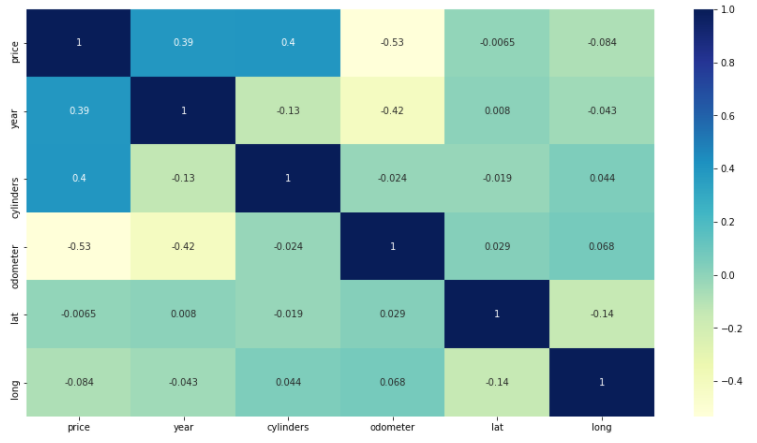 price 1 0.39 0.4 -0.53 -0.0065 -0.084
year 0.39 1 -0.13 -0.42 0.008 -0.043
cylinders 0.4 -0.13 1 -0.024 -0.019 0.044
odometer -0.53 -0.42 -0.024 1 0.029 0.068
lat -0.0065 0.008 -0.019 0.029 1 -0.14
long -0.084 -0.043 0.044 0.068 -0.14 1
price year cylinders odometer lat long
1.0
0.8
0.6
0.4
0.2
0.0
−0.2
−0.4